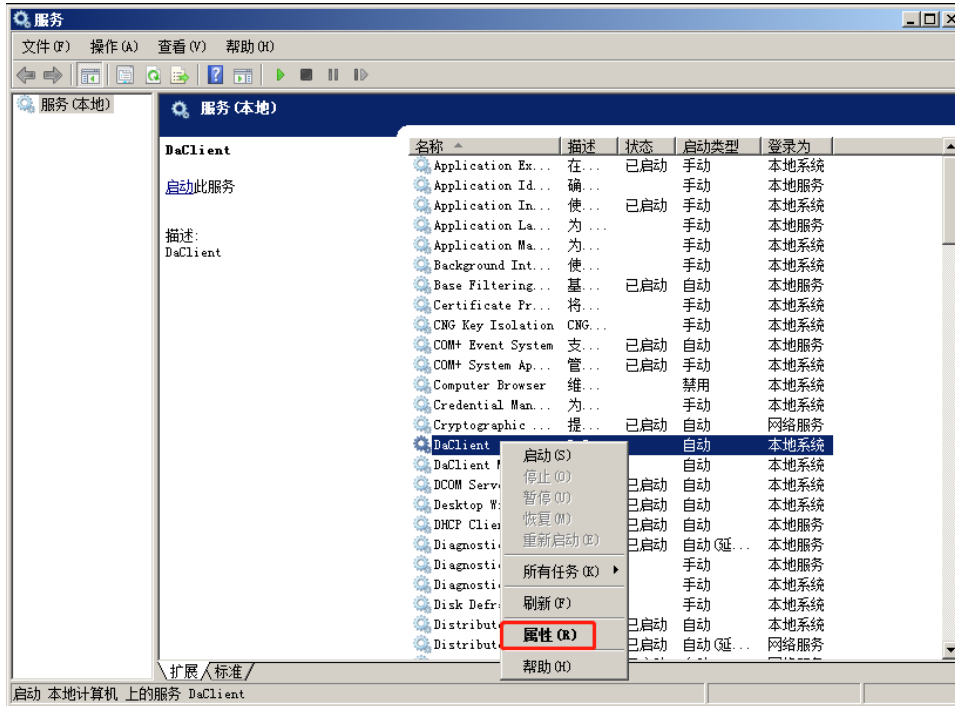 服务
文件(F) 操作(A) 查看(V) 帮助(H)
服务(本地)
服务(本地)
DaClient
启动此服务
描述:
DaClient
名称 描述 状态 启动类型 登录为
Application Ex... 在... 已启动 手动 本地系统
Application Id... 确... 手动 本地服务
Application In... 使... 已启动 手动 本地系统
Application La... 为 ... 手动 本地服务
Application Ma... 为... 手动 本地系统
Background Int... 使... 手动 本地系统
Base Filtering... 基... 已启动 自动 本地服务
Certificate Pr... 将... 手动 本地系统
CNG Key Isolation CNG... 手动 本地系统
COM+ Event System 支... 已启动 自动 本地服务
COM+ System Ap... 管... 已启动 手动 本地系统
Computer Browser 维... 禁用 本地系统
Credential Man... 为... 手动 本地系统
Cryptographic ... 提... 已启动 自动 网络服务
DaClient 自动 本地系统
DaClient 自动 本地系统
DCOM Serv 已启动 自动 本地系统
Desktop W 已启动 自动 本地系统
DHCP Clie 已启动 自动 本地服务
Diagnosti 已启动 自动(延... 本地服务
Diagnosti 手动 本地服务
Diagnosti 手动 本地系统
Disk Defr 手动 本地系统
Distribut 已启动 自动 本地系统
Distribut 已启动 自动(延... 网络服务
启动(S)
停止(O)
暂停(U)
恢复(M)
重新启动(E)
所有任务(K)
刷新(F)
属性(R)
帮助(H)
扩展 标准
启动 本地计算机 上的服务 DaClient